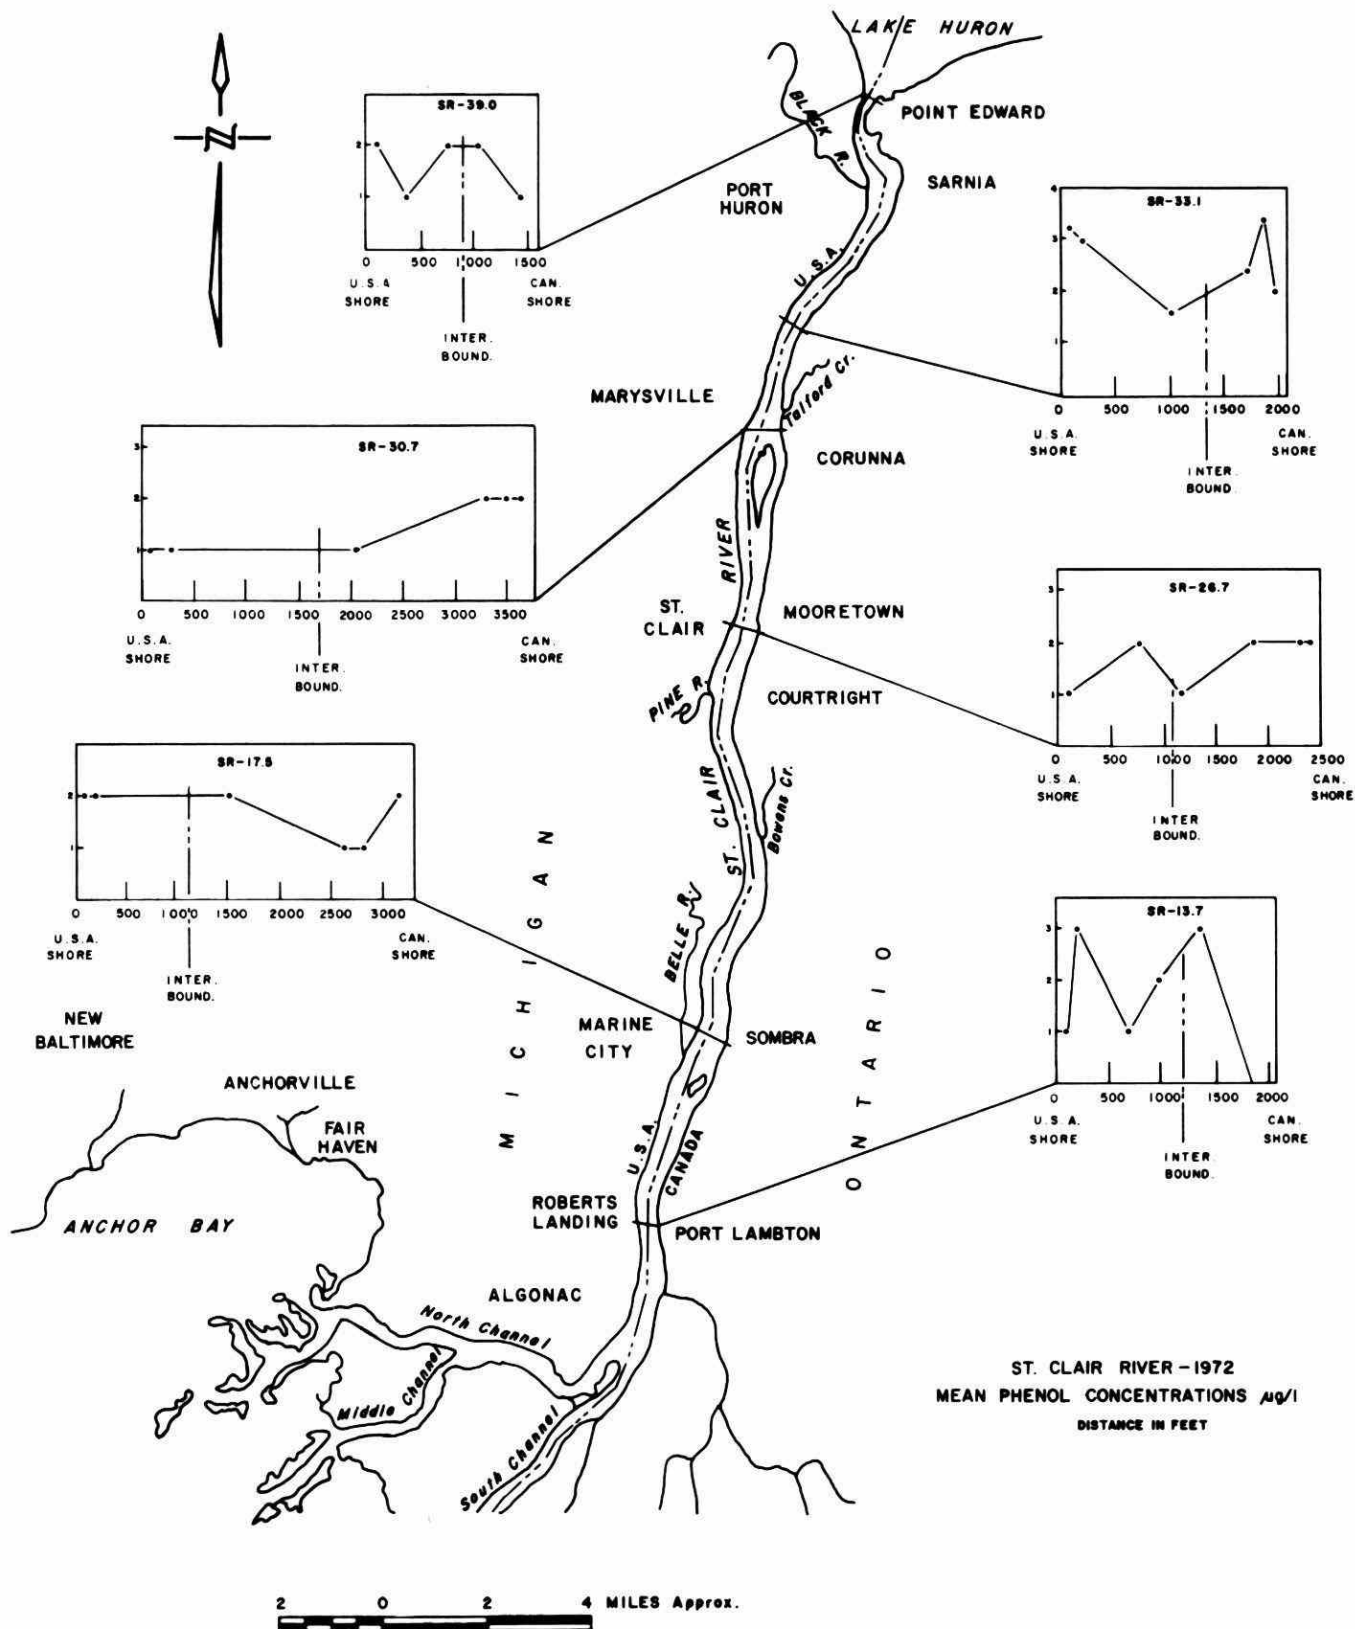 LAKE HURON
N
BLACK R.
POINT EDWARD
SARNIA
PORT
HURON
SR-39.0
2
1
0 500 1000 1500
U.S.A
SHORE
CAN.
SHORE
INTER.
BOUND.
SR-33.1
4
3
2
1
0 500 1000 1500 2000
U.S.A.
SHORE
CAN.
SHORE
INTER.
BOUND.
U.S.A.
MARYSVILLE
Talford Cr.
CORUNNA
SR-30.7
3
2
1
0 500 1000 1500 2000 2500 3000 3500
U.S.A.
SHORE
CAN.
SHORE
INTER.
BOUND.
RIVER
ST.
CLAIR
MOORETOWN
SR-26.7
3
2
1
0 500 1000 1500 2000 2500
U.S.A.
SHORE
CAN.
SHORE
INTER
BOUND.
PINE R.
COURTRIGHT
ST. CLAIR
Bowens Cr.
SR-17.5
2
1
0 500 1000 1500 2000 2500 3000
U.S.A.
SHORE
CAN.
SHORE
INTER.
BOUND.
MICHIGAN
BELLE R.
ONTARIO
SR-13.7
3
2
1
0 500 1000 1500 2000
U.S.A.
SHORE
CAN.
SHORE
INTER.
BOUND.
NEW
BALTIMORE
MARINE
CITY
SOMBRA
ANCHORVILLE
FAIR
HAVEN
U.S.A.
CANADA
ANCHOR BAY
ROBERTS
LANDING
PORT LAMBTON
ALGONAC
North Channel
Middle Channel
South Channel
ST. CLAIR RIVER-1972
MEAN PHENOL CONCENTRATIONS µg/l
DISTANCE IN FEET
2 0 2 4 MILES Approx.